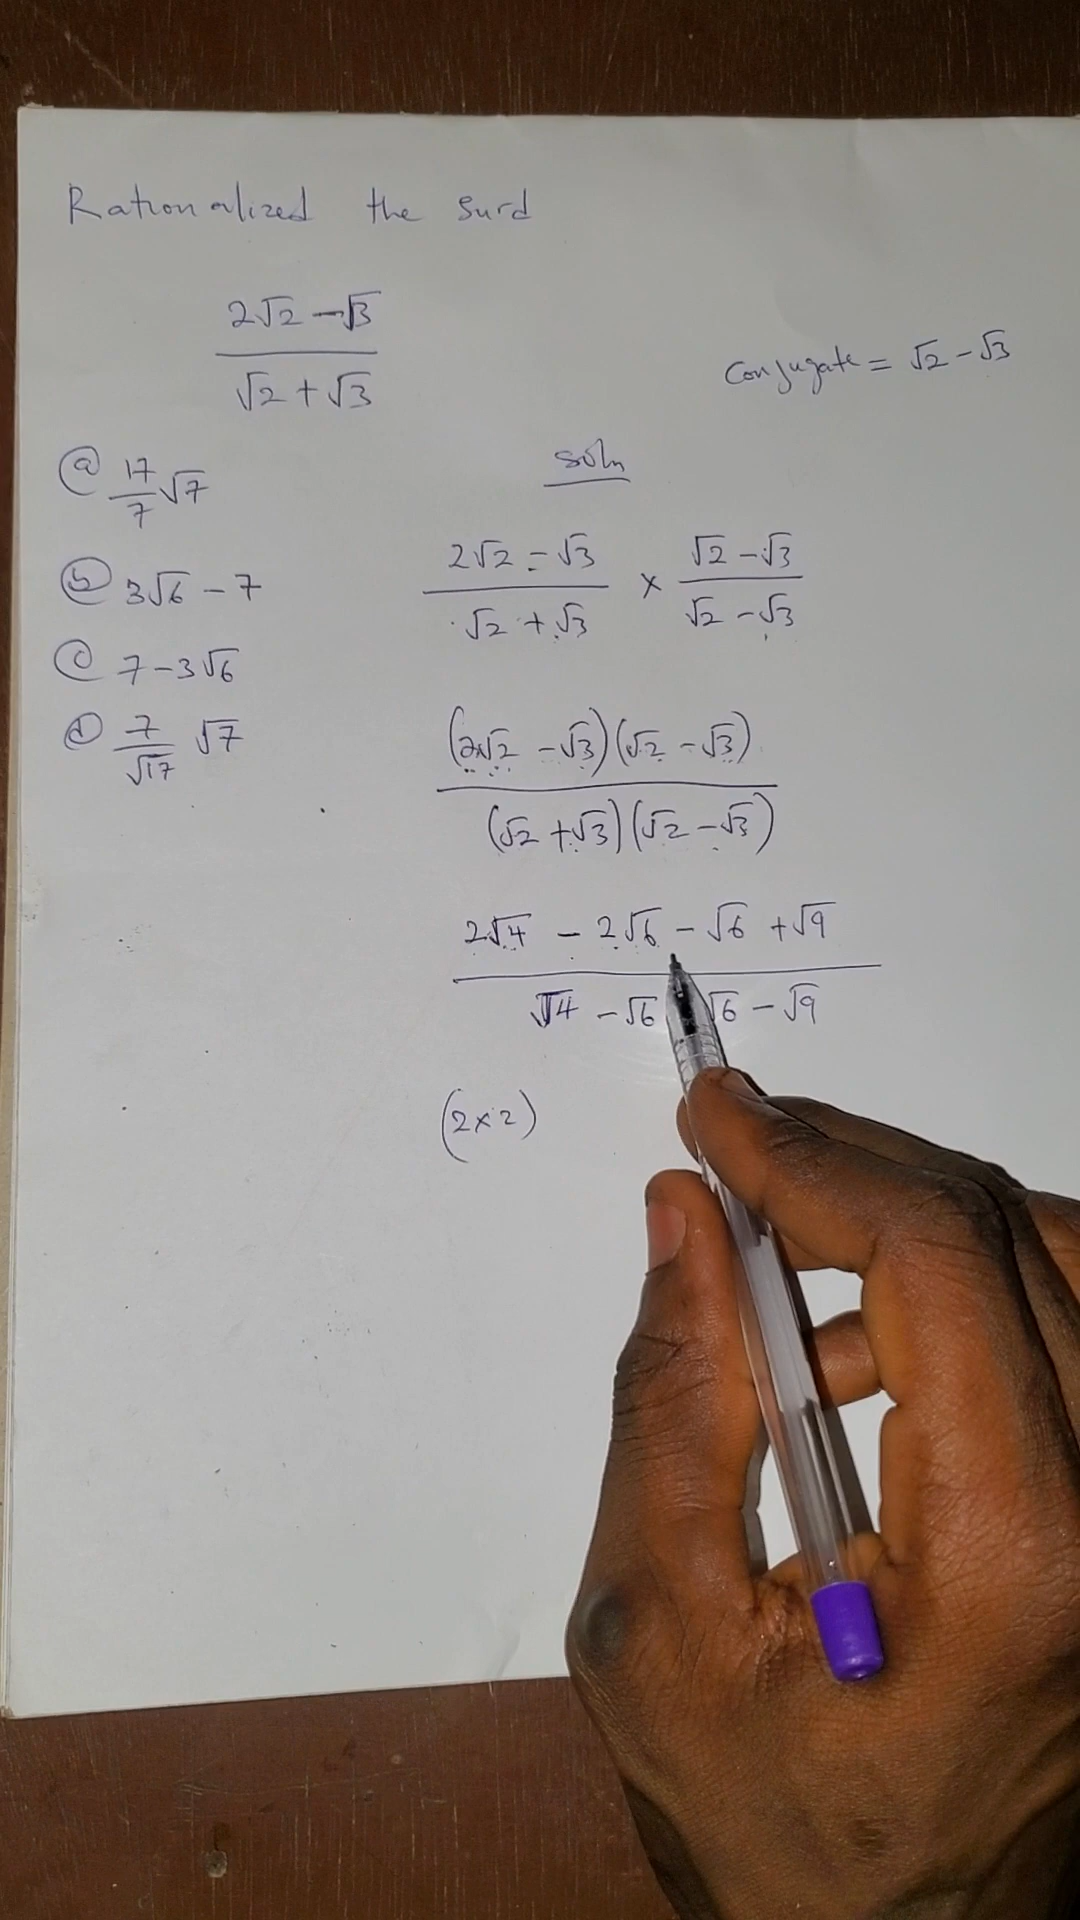 Rationalized the surd
2√2 - √3
√2 + √3
Conjugate = √2 - √3
(a) 17/7 √7
(b) 3√6 - 7
(c) 7 - 3√6
(d) 7/√17 √7
soln
2√2 - √3 / √2 + √3 × √2 - √3 / √2 - √3
(2√2 - √3)(√2 - √3)
(√2 + √3)(√2 - √3)
2√4 - 2√6 - √6 + √9
√4 - √6 √6 - √9
(2×2)